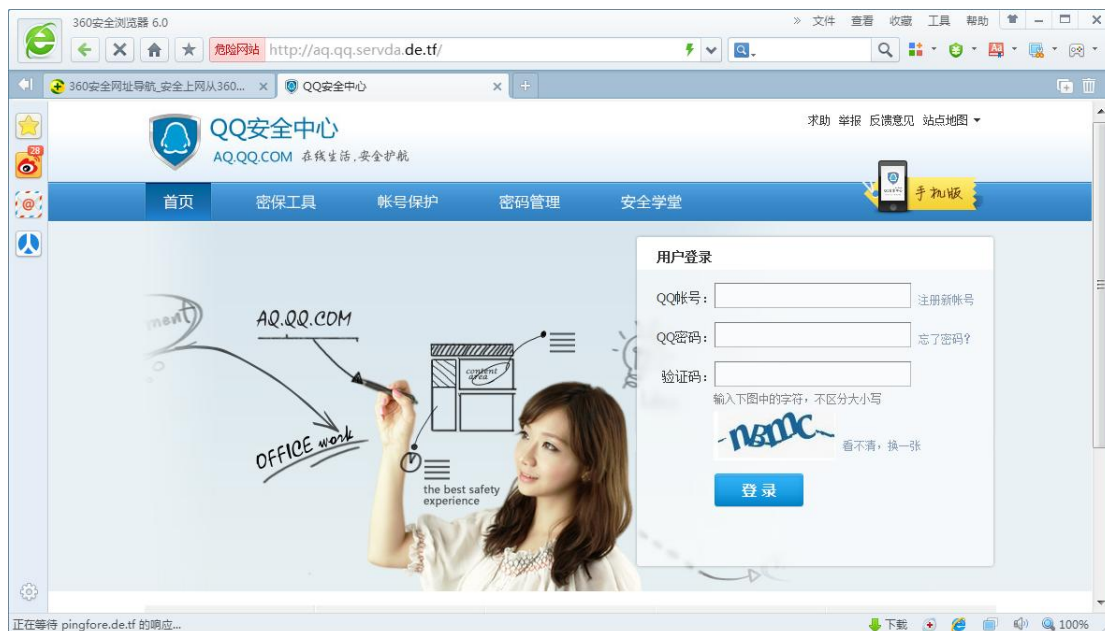 360安全浏览器 6.0
» 文件 查看 收藏 工具 帮助
危险网站 http://aq.qq.servda.de.tf/
360安全网址导航_安全上网从360... × QQ安全中心 ×
28
QQ安全中心
AQ.QQ.COM 在线生活,安全护航
求助 举报 反馈意见 站点地图
手机版
首页 密保工具 帐号保护 密码管理 安全学堂
用户登录
QQ帐号: 注册新帐号
QQ密码: 忘了密码?
验证码:
输入下图中的字符,不区分大小写
看不清,换一张
登录
ment
AQ.QQ.COM
content
area
OFFICE work
the best safety
experience
正在等待 pingfore.de.tf 的响应...
下载 100%